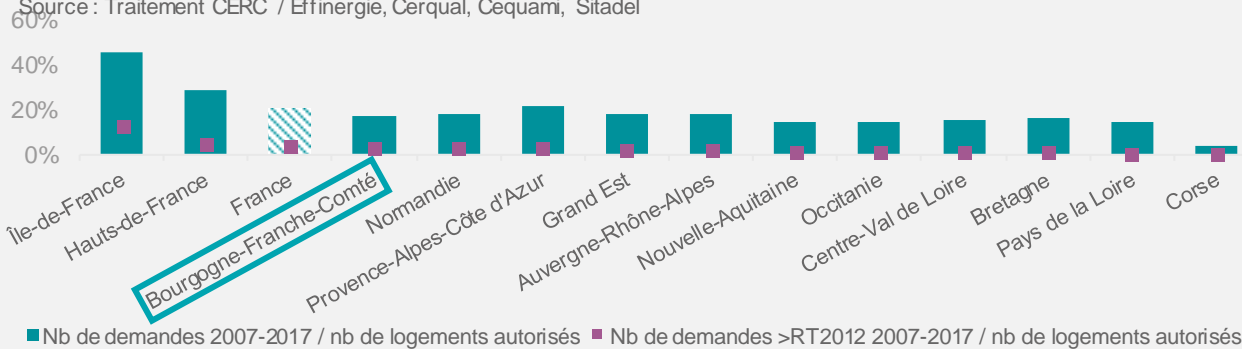 Source : Traitement CERC / Effinergie, Cerqual, Cequami, Sitadel
60%
40%
20%
0%
Île-de-France
Hauts-de-France
France
Bourgogne-Franche-Comté
Normandie
Provence-Alpes-Côte d'Azur
Grand Est
Auvergne-Rhône-Alpes
Nouvelle-Aquitaine
Occitanie
Centre-Val de Loire
Bretagne
Pays de la Loire
Corse
Nb de demandes 2007-2017 / nb de logements autorisés Nb de demandes >RT2012 2007-2017 / nb de logements autorisés